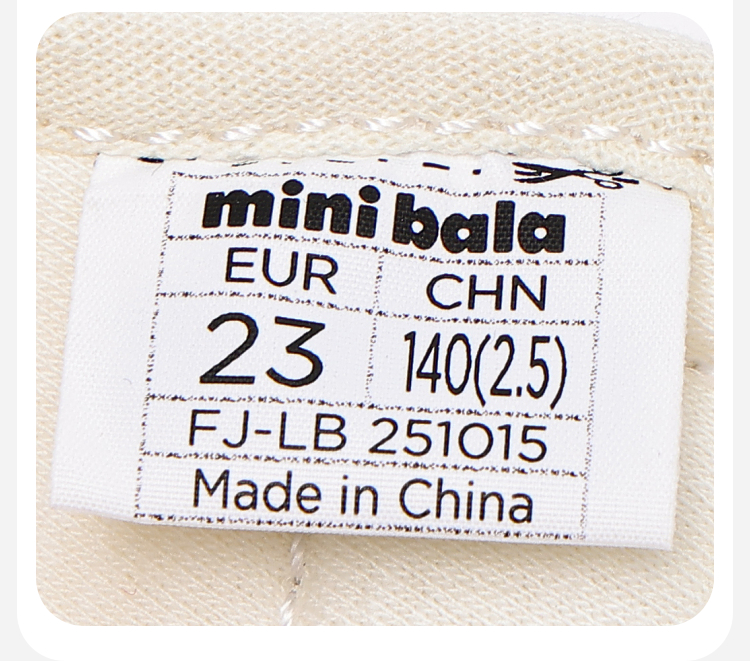 mini bala
EUR CHN
23 140(2.5)
FJ-LB 251015
Made in China